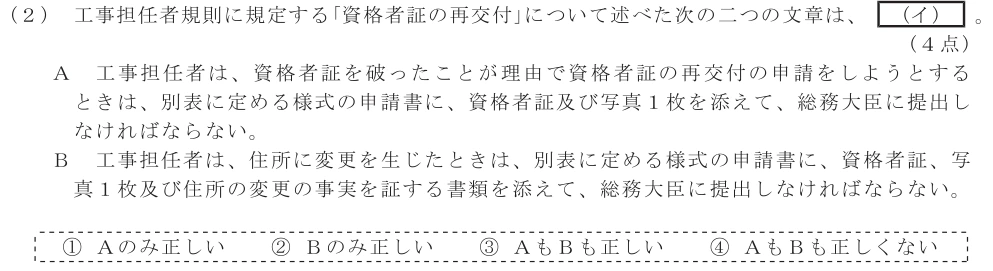 （２） 工事担任者規則に規定する「資格者証の再交付」について述べた次の二つの文章は、 （イ） 。
（４点）
Ａ 工事担任者は、資格者証を破ったことが理由で資格者証の再交付の申請をしようとする
ときは、別表に定める様式の申請書に、資格者証及び写真１枚を添えて、総務大臣に提出し
なければならない。
Ｂ 工事担任者は、住所に変更を生じたときは、別表に定める様式の申請書に、資格者証、写
真１枚及び住所の変更の事実を証する書類を添えて、総務大臣に提出しなければならない。
① Ａのみ正しい ② Ｂのみ正しい ③ ＡもＢも正しい ④ ＡもＢも正しくない